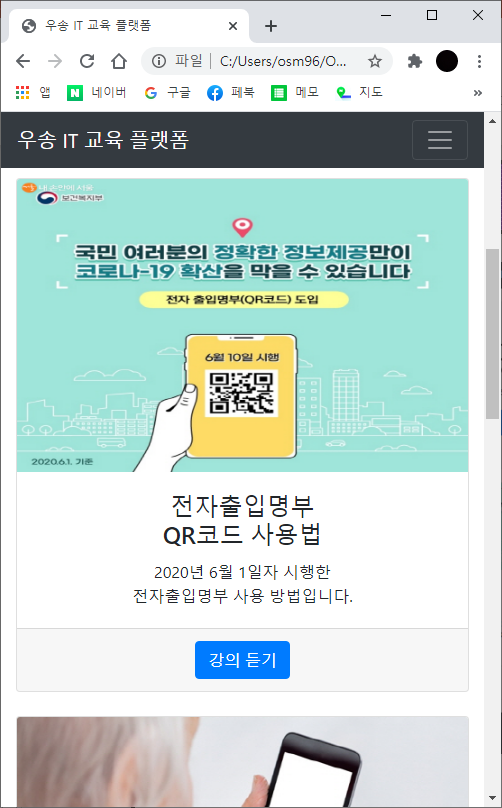 우송 IT 교육 플랫폼
파일 | C:/Users/osm96/O...
앱 네이버 구글 페북 메모 지도 »
우송 IT 교육 플랫폼
내 손안에 서울
보건복지부
국민 여러분의 정확한 정보제공만이
코로나-19 확산을 막을 수 있습니다
전자 출입명부(QR코드) 도입
6월 10일 시행
2020.6.1. 기준
전자출입명부
QR코드 사용법
2020년 6월 1일자 시행한
전자출입명부 사용 방법입니다.
강의 듣기